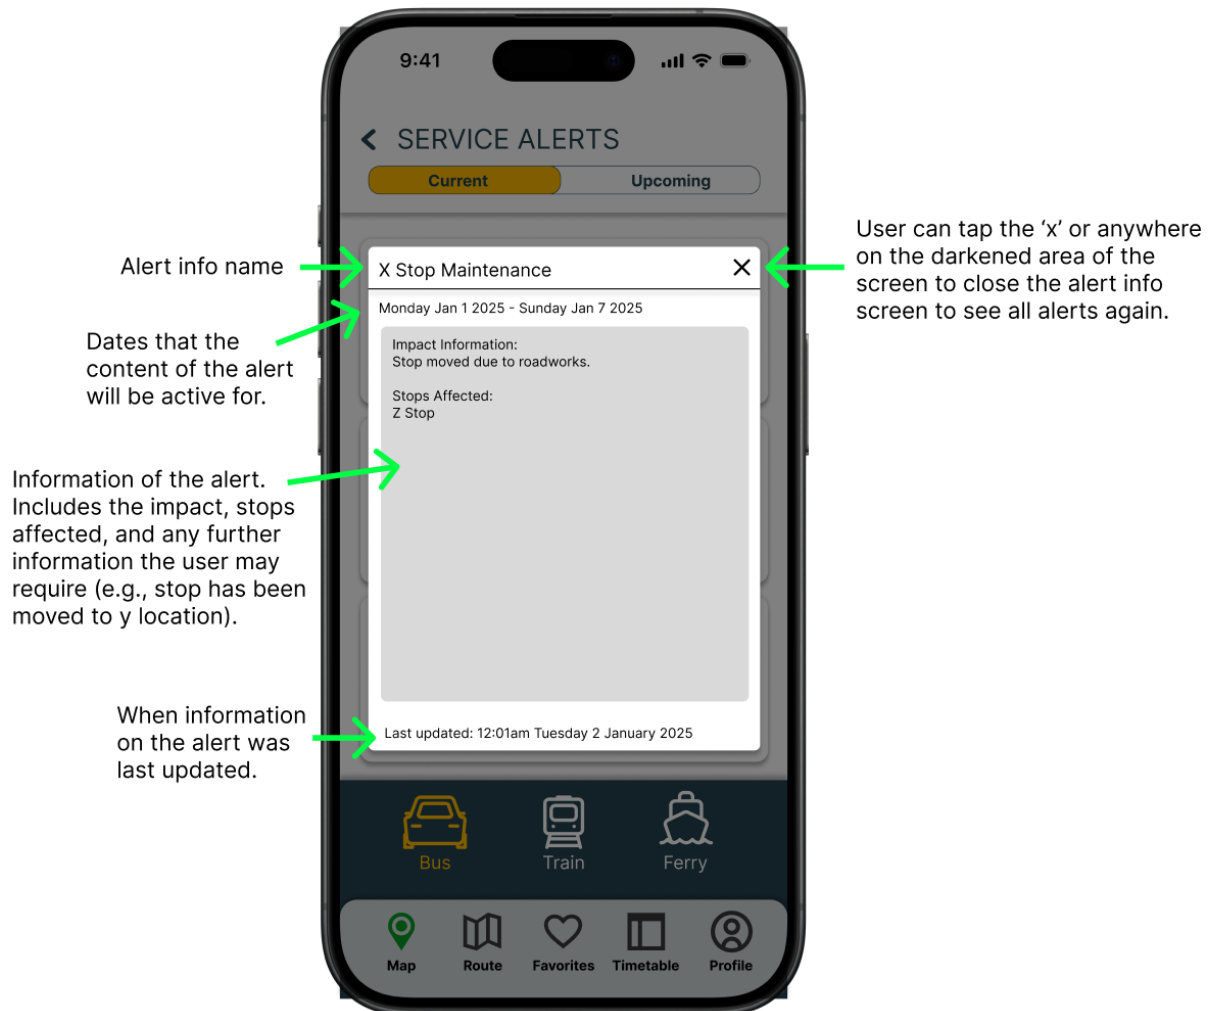 9:41
SERVICE ALERTS
Current
Upcoming
Alert info name
X Stop Maintenance
User can tap the ‘x’ or anywhere
on the darkened area of the
screen to close the alert info
screen to see all alerts again.
Dates that the
content of the alert
will be active for.
Monday Jan 1 2025 - Sunday Jan 7 2025
Impact Information:
Stop moved due to roadworks.
Stops Affected:
Z Stop
Information of the alert.
Includes the impact, stops
affected, and any further
information the user may
require (e.g., stop has been
moved to y location).
When information
on the alert was
last updated.
Last updated: 12:01am Tuesday 2 January 2025
Bus
Train
Ferry
Map
Route
Favorites
Timetable
Profile